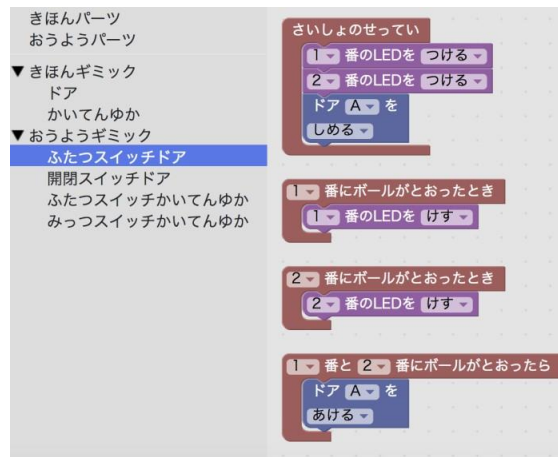 きほんパーツ
おうようパーツ
▼きほんギミック
ドア
かいてんゆか
▼おうようギミック
ふたつスイッチドア
開閉スイッチドア
ふたつスイッチかいてんゆか
みっつスイッチかいてんゆか
さいしょのせってい
1 番のLEDを つける
2 番のLEDを つける
ドア A を
しめる
1 番にボールがとおったとき
1 番のLEDを けす
2 番にボールがとおったとき
2 番のLEDを けす
1 番と 2 番にボールがとおったら
ドア A を
あける